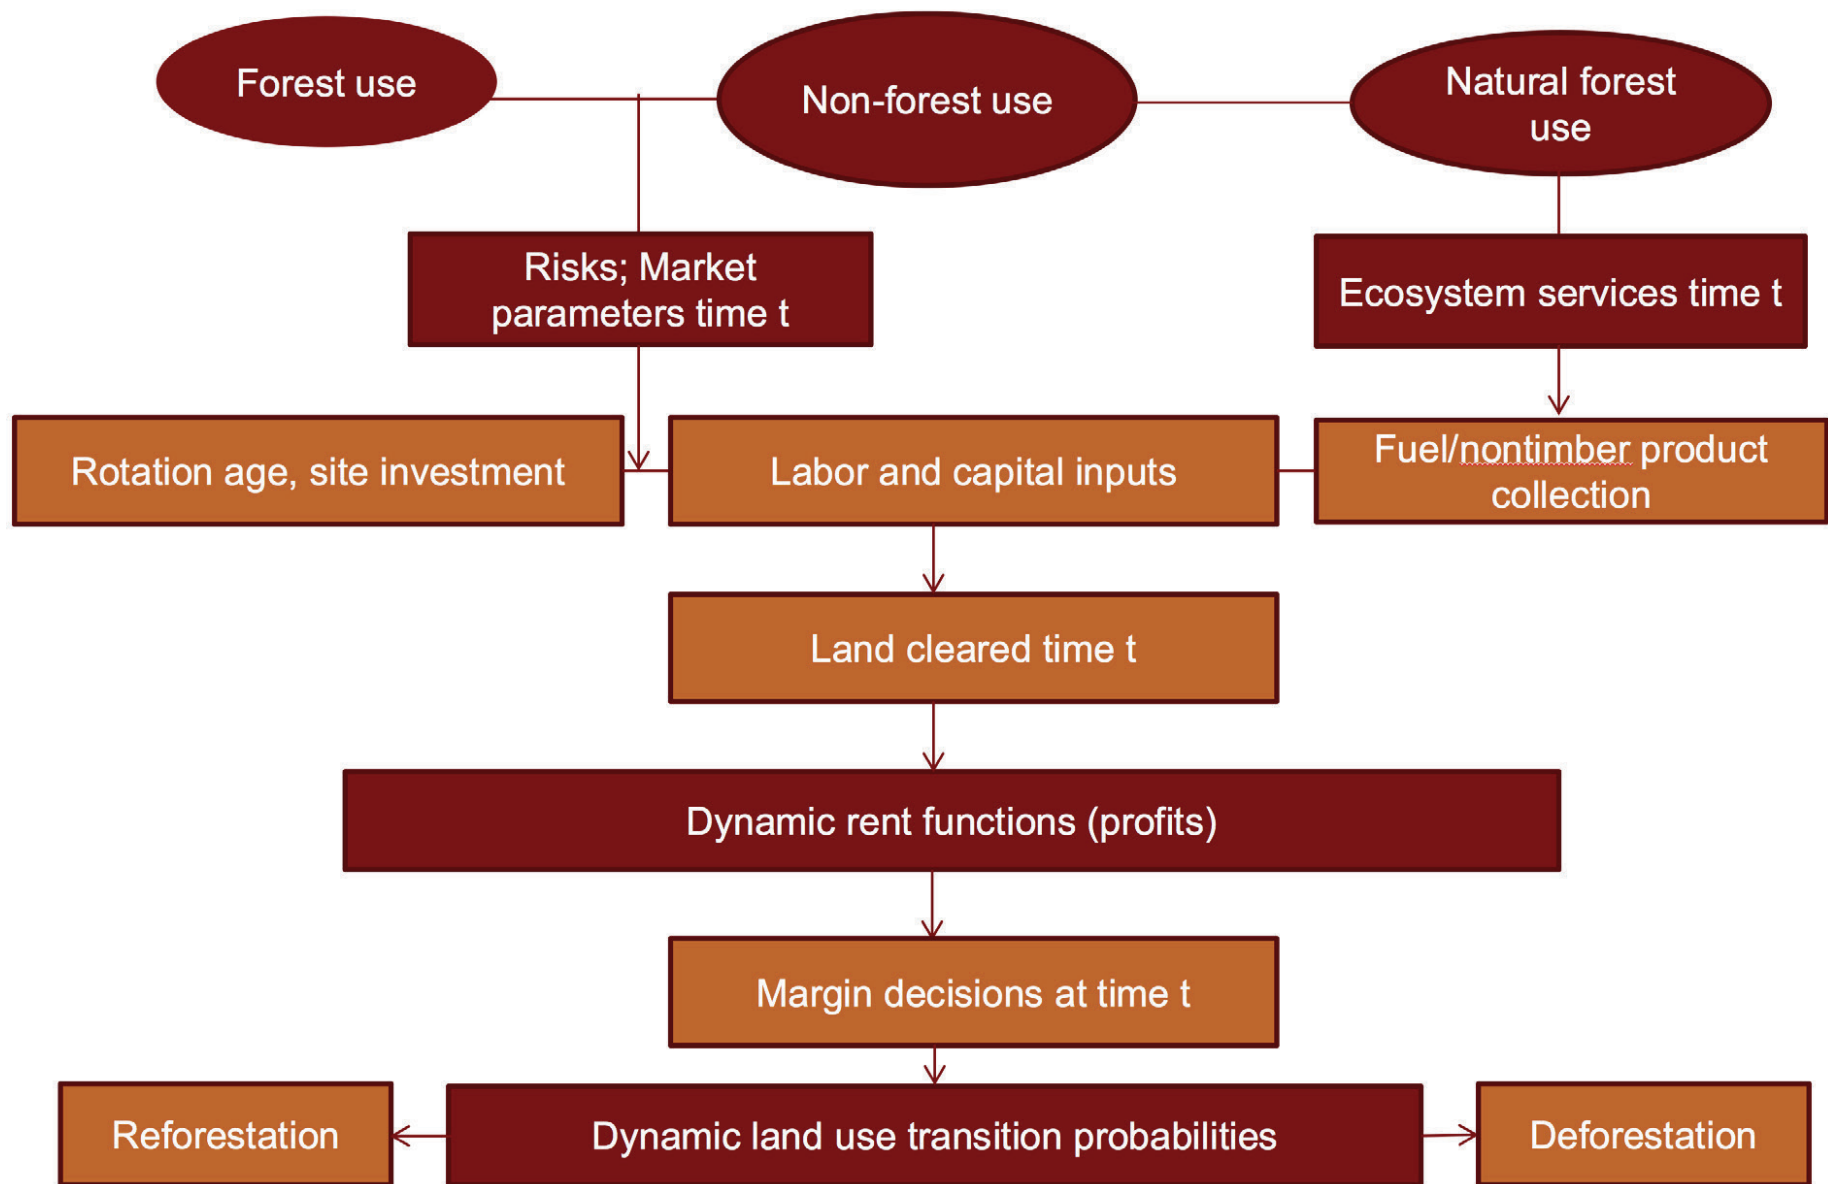 Forest use
Non-forest use
Natural forest
use
Risks; Market
parameters time t
Ecosystem services time t
Rotation age, site investment
Labor and capital inputs
Fuel/nontimber product
collection
Land cleared time t
Dynamic rent functions (profits)
Margin decisions at time t
Reforestation
Dynamic land use transition probabilities
Deforestation